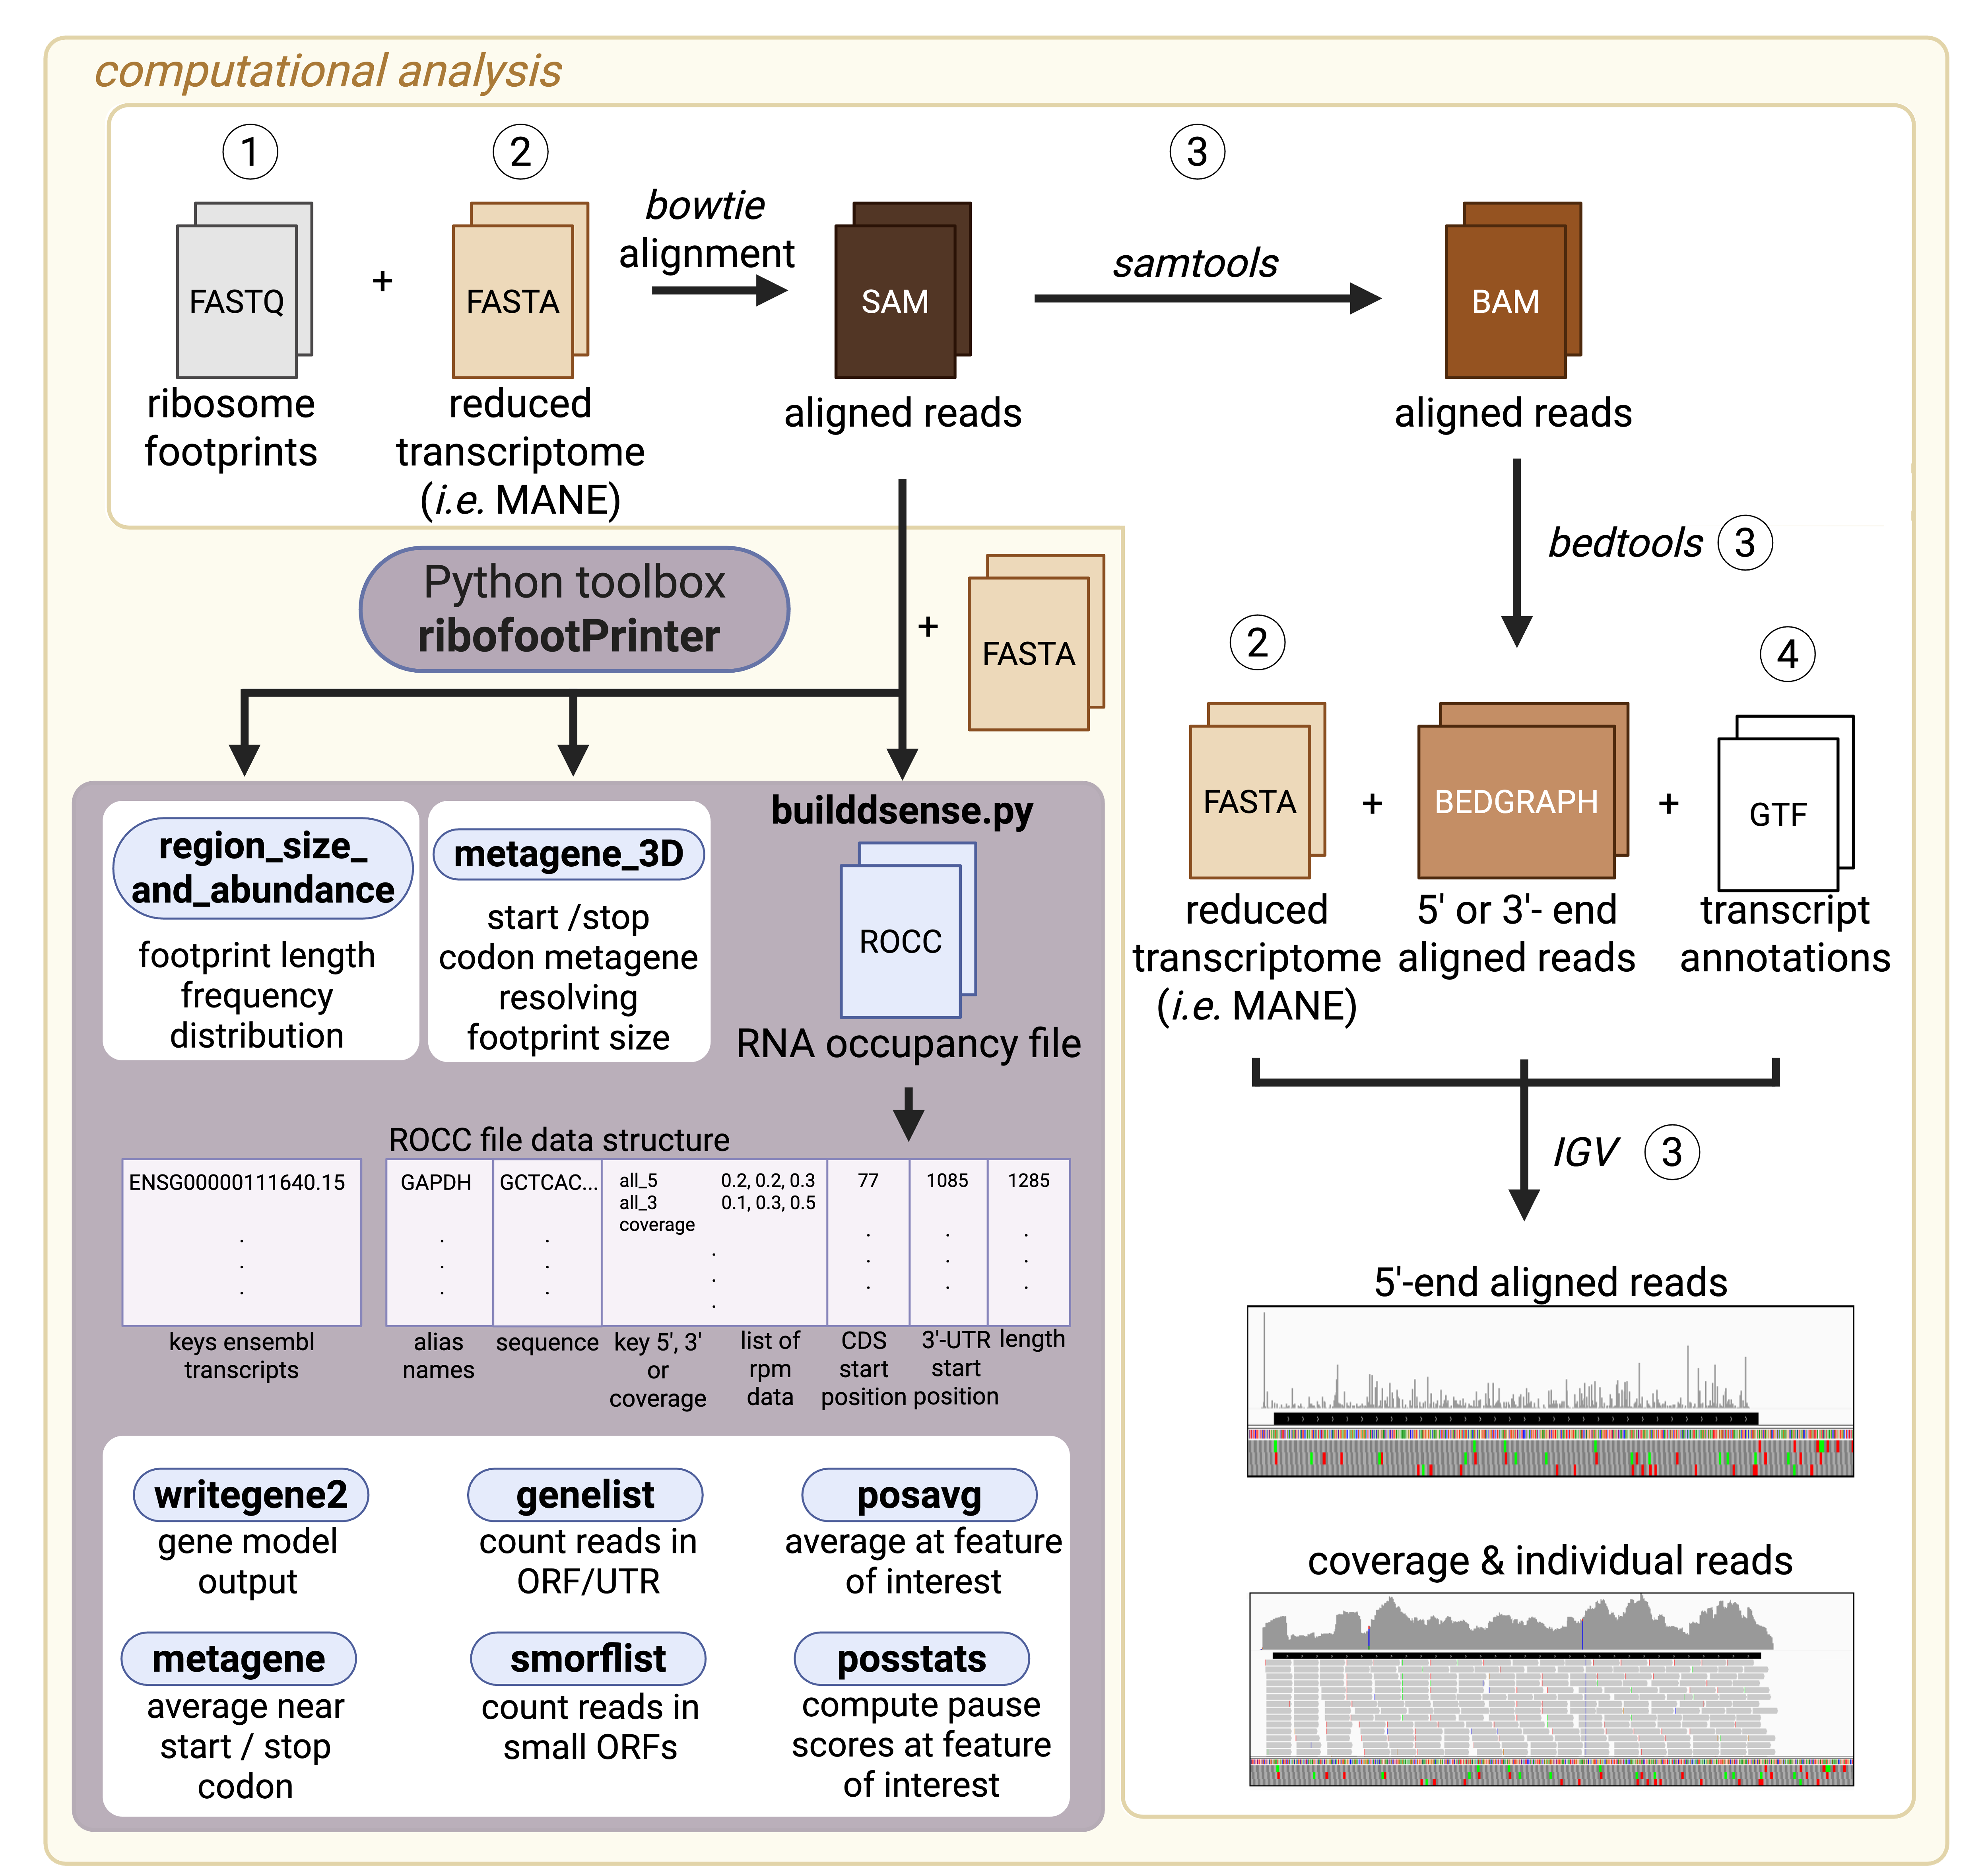 computational analysis
1
2
3
bowtie
alignment
samtools
FASTQ
+
FASTA
SAM
BAM
ribosome
footprints
reduced
transcriptome
(i.e. MANE)
aligned reads
aligned reads
bedtools 3
Python toolbox
ribofootPrinter
+
FASTA
2
4
FASTA
+
BEDGRAPH
+
GTF
reduced
transcriptome
(i.e. MANE)
5' or 3'- end
aligned reads
transcript
annotations
IGV 3
region_size_
and_abundance
footprint length
frequency
distribution
metagene_3D
start /stop
codon metagene
resolving
footprint size
builddsense.py
ROCC
RNA occupancy file
ROCC file data structure
ENSG00000111640.15
GAPDH
GCTCAC...
all_5 0.2, 0.2, 0.3
all_3 0.1, 0.3, 0.5
coverage
77
1085
1285
keys ensembl
transcripts
alias
names
sequence
key 5', 3'
or
coverage
list of
rpm
data
CDS
start
position
3'-UTR
start
position
length
writegene2
gene model
output
genelist
count reads in
ORF/UTR
posavg
average at feature
of interest
metagene
average near
start / stop
codon
smorflist
count reads in
small ORFs
posstats
compute pause
scores at feature
of interest
5'-end aligned reads
coverage & individual reads